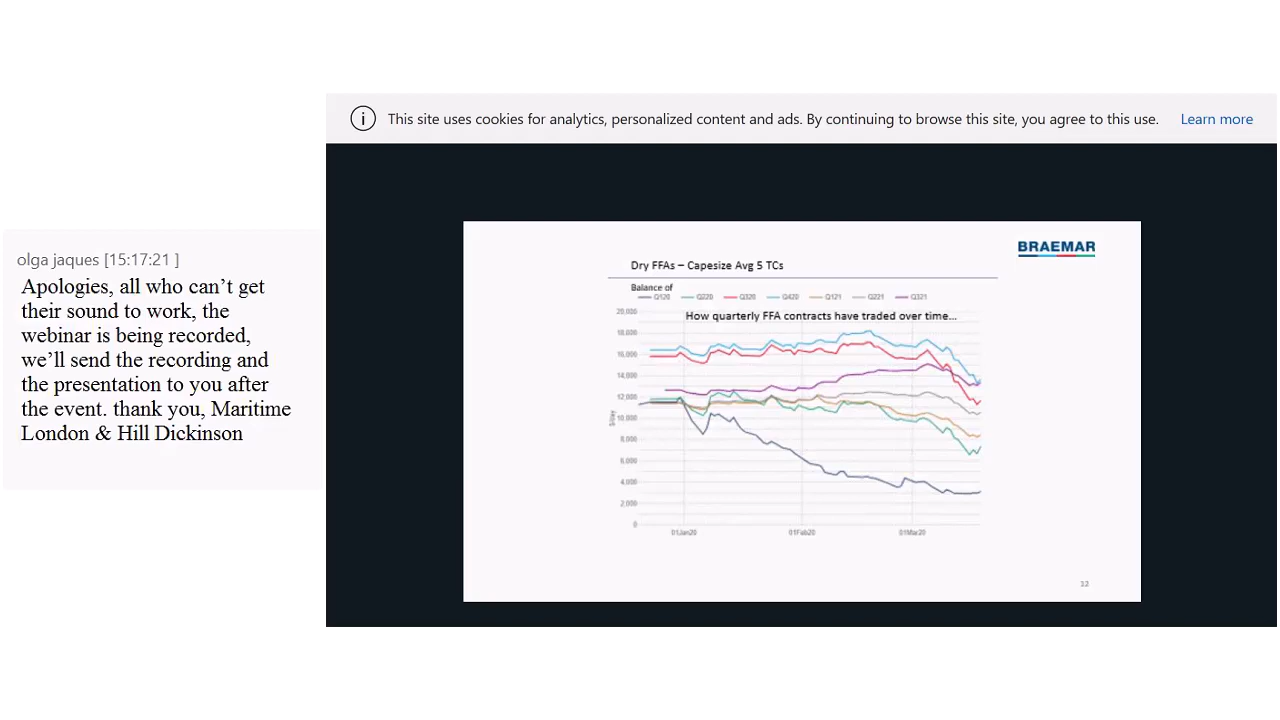 This site uses cookies for analytics, personalized content and ads. By continuing to browse this site, you agree to this use. Learn more
olga jaques [15:17:21 ]
Apologies, all who can’t get
their sound to work, the
webinar is being recorded,
we’ll send the recording and
the presentation to you after
the event. thank you, Maritime
London & Hill Dickinson
BRAEMAR
Dry FFAs – Capesize Avg 5 TCs
Balance of
Q120 Q220 Q320 Q420 Q121 Q221 Q321
How quarterly FFA contracts have traded over time...
$/day
20,000
18,000
16,000
14,000
12,000
10,000
8,000
6,000
4,000
2,000
0
01Jan20 01Feb20 01Mar20
32